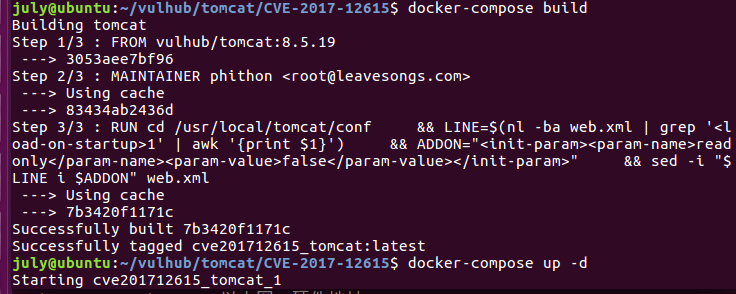 july@ubuntu:~/vulhub/tomcat/CVE-2017-12615$ docker-compose build
Building tomcat
Step 1/3 : FROM vulhub/tomcat:8.5.19
 ---> 3053aee7bf96
Step 2/3 : MAINTAINER phithon <root@leavesongs.com>
 ---> Using cache
 ---> 83434ab2436d
Step 3/3 : RUN cd /usr/local/tomcat/conf     && LINE=$(nl -ba web.xml | grep '<l
oad-on-startup>1' | awk '{print $1}')     && ADDON="<init-param><param-name>read
only</param-name><param-value>false</param-value></init-param>"     && sed -i "$
LINE i $ADDON" web.xml
 ---> Using cache
 ---> 7b3420f1171c
Successfully built 7b3420f1171c
Successfully tagged cve201712615_tomcat:latest
july@ubuntu:~/vulhub/tomcat/CVE-2017-12615$ docker-compose up -d
Starting cve201712615_tomcat_1